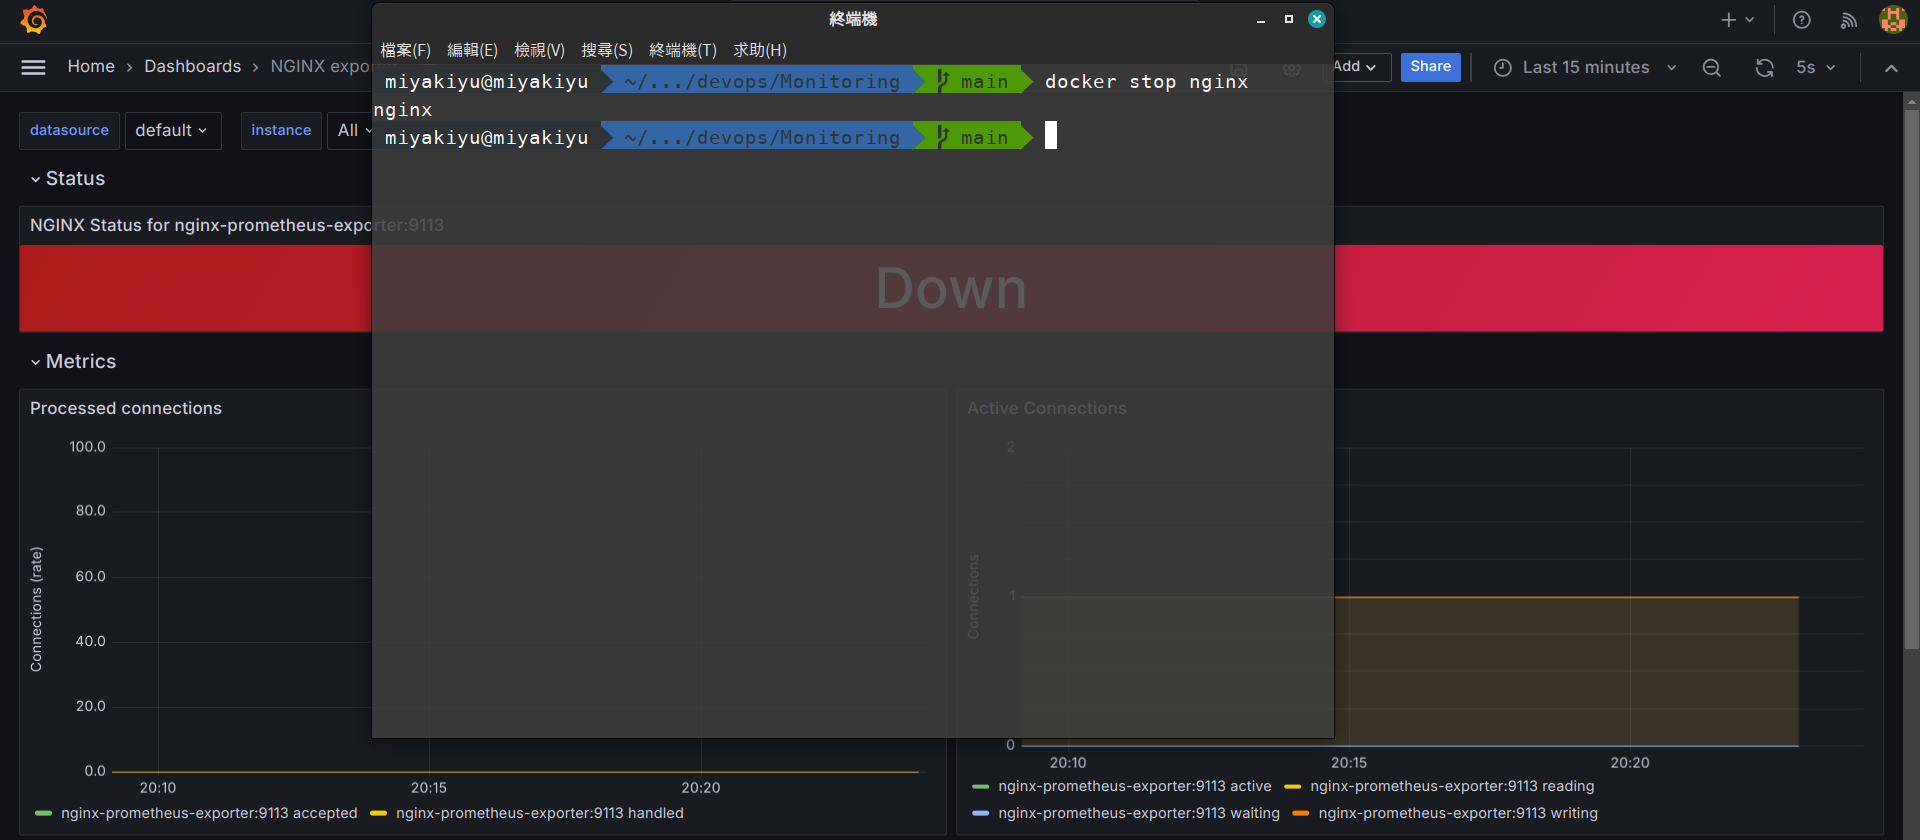 終端機
檔案(F) 編輯(E) 檢視(V) 搜尋(S) 終端機(T) 求助(H)
miyakiyu@miyakiyu ~/.../devops/Monitoring main docker stop nginx
nginx
miyakiyu@miyakiyu ~/.../devops/Monitoring main
Home › Dashboards › NGINX expo
Add Share Last 15 minutes 5s
datasource default instance All
Status
NGINX Status for nginx-prometheus-exporter:9113
Down
Metrics
Processed connections
100.0
80.0
60.0
40.0
20.0
0.0
Connections (rate)
20:10 20:15 20:20
nginx-prometheus-exporter:9113 accepted nginx-prometheus-exporter:9113 handled
Active Connections
2
1
0
Connections
20:10 20:15 20:20
nginx-prometheus-exporter:9113 active nginx-prometheus-exporter:9113 reading
nginx-prometheus-exporter:9113 waiting nginx-prometheus-exporter:9113 writing